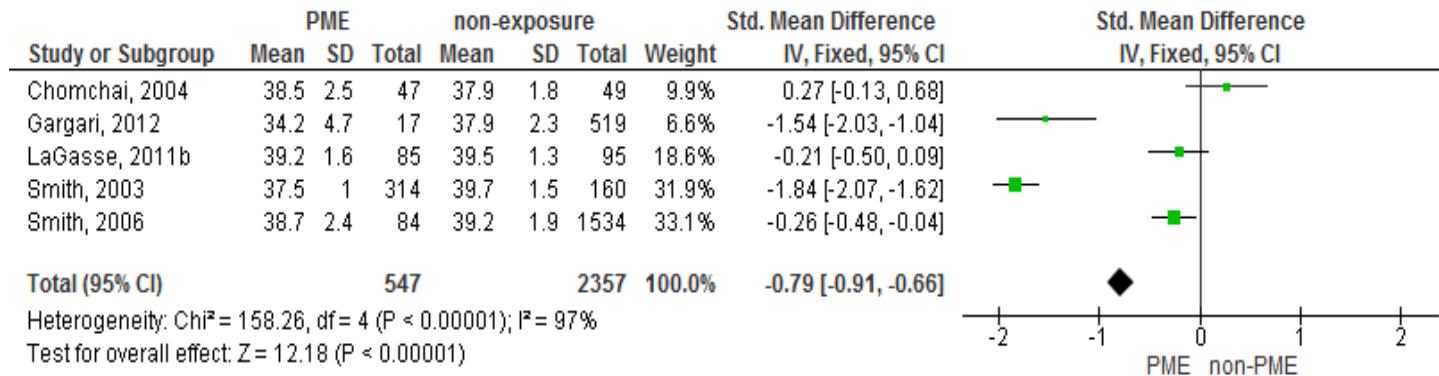 PME non-exposure Std. Mean Difference Std. Mean Difference
Study or Subgroup Mean SD Total Mean SD Total Weight IV, Fixed, 95% CI IV, Fixed, 95% CI
Chomchai, 2004 38.5 2.5 47 37.9 1.8 49 9.9% 0.27 [-0.13, 0.68]
Gargari, 2012 34.2 4.7 17 37.9 2.3 519 6.6% -1.54 [-2.03, -1.04]
LaGasse, 2011b 39.2 1.6 85 39.5 1.3 95 18.6% -0.21 [-0.50, 0.09]
Smith, 2003 37.5 1 314 39.7 1.5 160 31.9% -1.84 [-2.07, -1.62]
Smith, 2006 38.7 2.4 84 39.2 1.9 1534 33.1% -0.26 [-0.48, -0.04]
Total (95% CI) 547 2357 100.0% -0.79 [-0.91, -0.66]
Heterogeneity: Chi² = 158.26, df = 4 (P < 0.00001); I² = 97%
Test for overall effect: Z = 12.18 (P < 0.00001)
-2 -1 0 1 2
PME non-PME